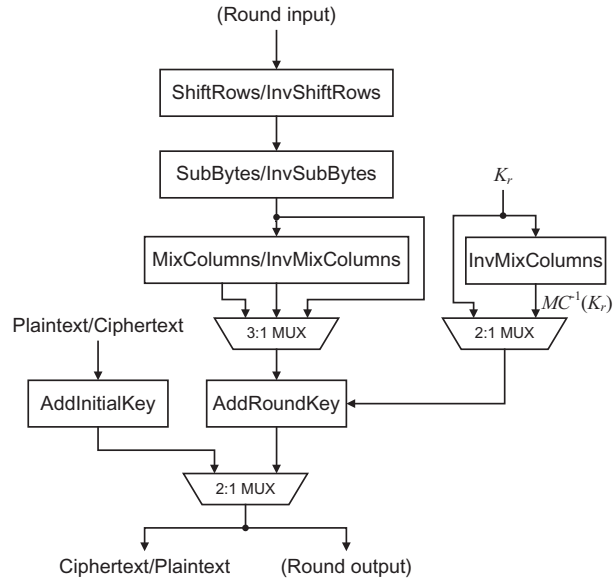 (Round input)
ShiftRows/InvShiftRows
SubBytes/InvSubBytes
K_r
MixColumns/InvMixColumns
InvMixColumns
MC⁻¹(K_r)
Plaintext/Ciphertext
3:1 MUX
2:1 MUX
AddInitialKey
AddRoundKey
2:1 MUX
Ciphertext/Plaintext
(Round output)